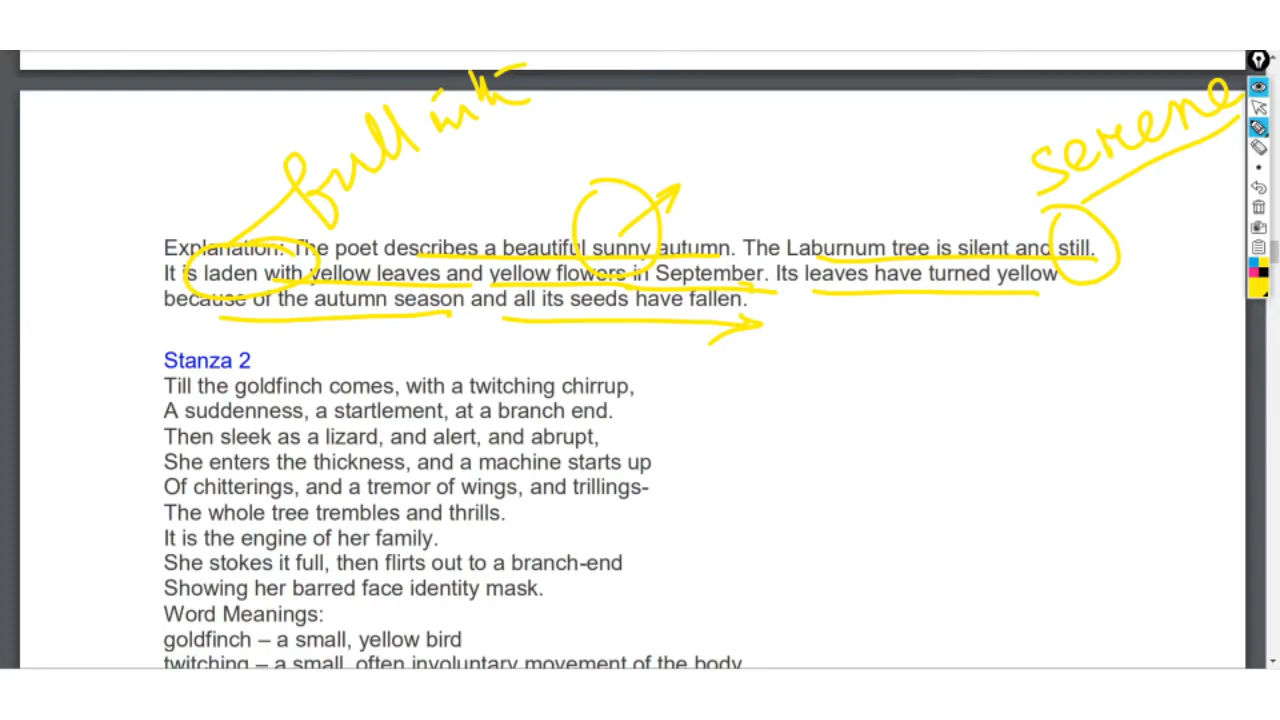 full with
serene
Explanation: The poet describes a beautiful sunny autumn. The Laburnum tree is silent and still.
It is laden with yellow leaves and yellow flowers in September. Its leaves have turned yellow
because of the autumn season and all its seeds have fallen.
Stanza 2
Till the goldfinch comes, with a twitching chirrup,
A suddenness, a startlement, at a branch end.
Then sleek as a lizard, and alert, and abrupt,
She enters the thickness, and a machine starts up
Of chitterings, and a tremor of wings, and trillings-
The whole tree trembles and thrills.
It is the engine of her family.
She stokes it full, then flirts out to a branch-end
Showing her barred face identity mask.
Word Meanings:
goldfinch – a small, yellow bird
twitching – a small, often involuntary movement of the body